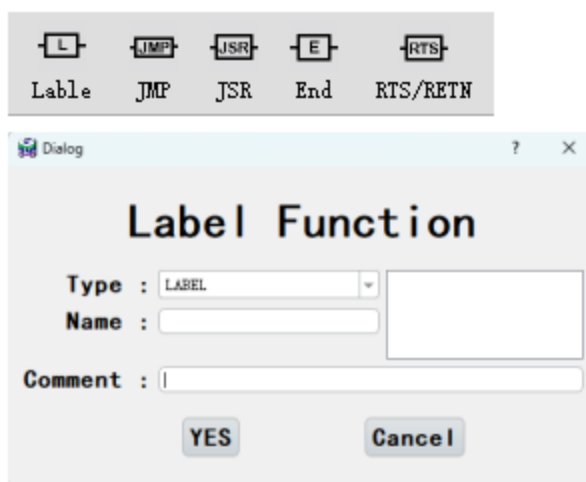 L JMP JSR E RTS
Lable JMP JSR End RTS/RETN
Dialog ? ×
Label Function
Type : LABEL
Name :
Comment :
YES Cancel